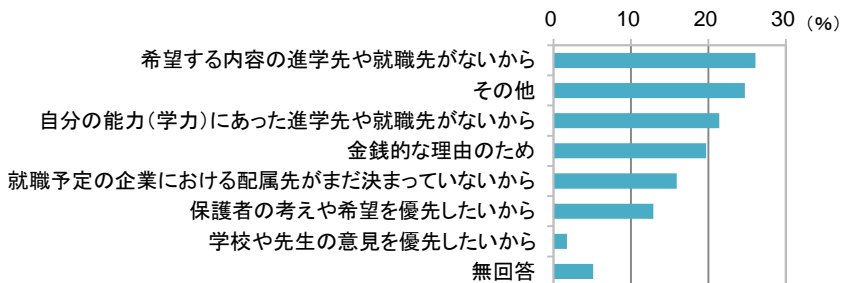 0 10 20 30 (%)
希望する内容の進学先や就職先がないから
その他
自分の能力(学力)にあった進学先や就職先がないから
金銭的な理由のため
就職予定の企業における配属先がまだ決まっていないから
保護者の考えや希望を優先したいから
学校や先生の意見を優先したいから
無回答